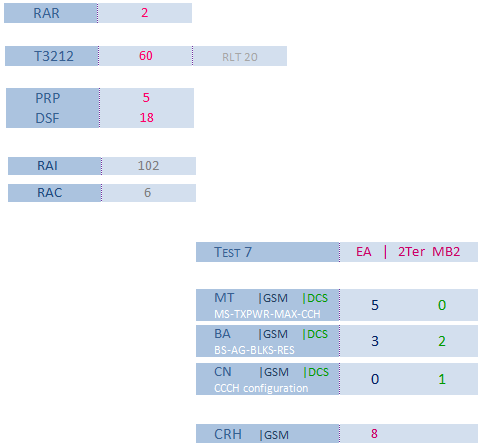 RAR 2
T3212 60 RLT 20
PRP 5
DSF 18
RAI 102
RAC 6
TEST 7 EA | 2Ter MB2
MT |GSM |DCS 5 0
MS-TXPWR-MAX-CCH
BA |GSM |DCS 3 2
BS-AG-BLKS-RES
CN |GSM |DCS 0 1
CCCH configuration
CRH |GSM 8